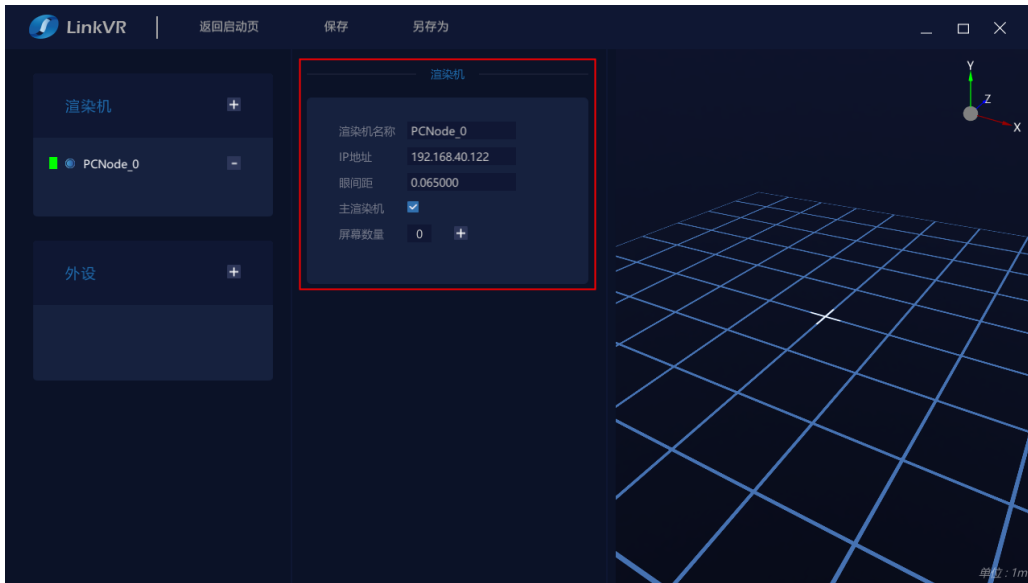 LinkVR 返回启动页 保存 另存为
渲染机 +
PCNode_0 -
外设 +
渲染机
渲染机名称 PCNode_0
IP地址 192.168.40.122
眼间距 0.065000
主渲染机
屏幕数量 0 +
Y
Z
X
单位 : 1m